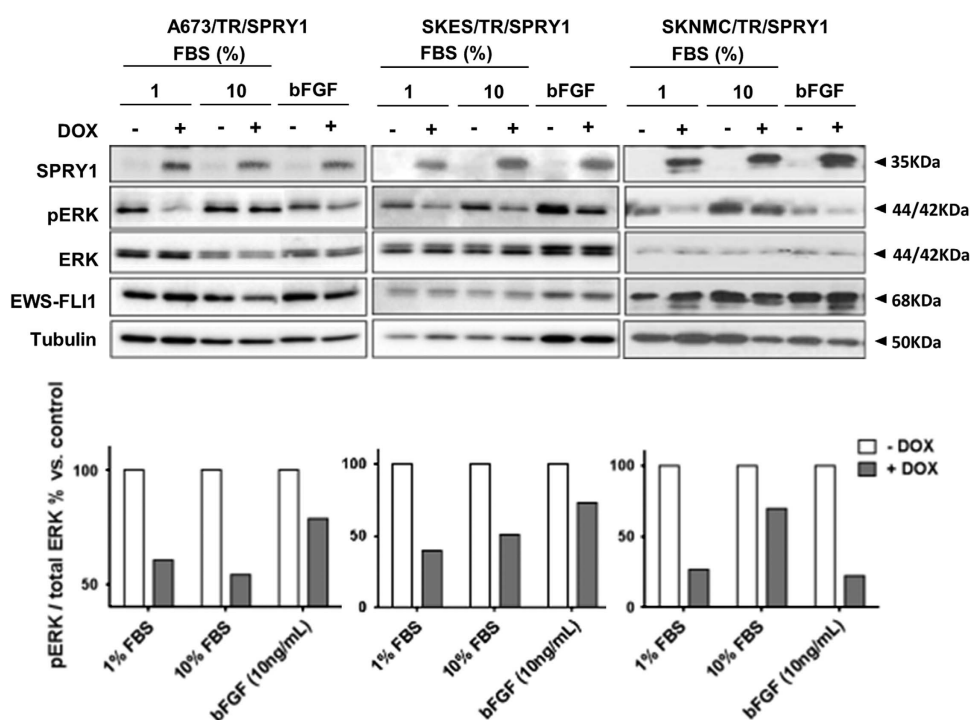 A673/TR/SPRY1 SKES/TR/SPRY1 SKNMC/TR/SPRY1
FBS (%) FBS (%) FBS (%)
1 10 bFGF 1 10 bFGF 1 10 bFGF
DOX - + - + - + - + - + - + - + - + - +
SPRY1 ◄35KDa
pERK ◄44/42KDa
ERK ◄44/42KDa
EWS-FLI1 ◄68KDa
Tubulin ◄50KDa
pERK / total ERK % vs. control
100
50
1% FBS
10% FBS
bFGF (10ng/mL)
100
50
0
1% FBS
10% FBS
bFGF (10ng/mL)
100
50
0
1% FBS
10% FBS
bFGF (10ng/mL)
- DOX
+ DOX